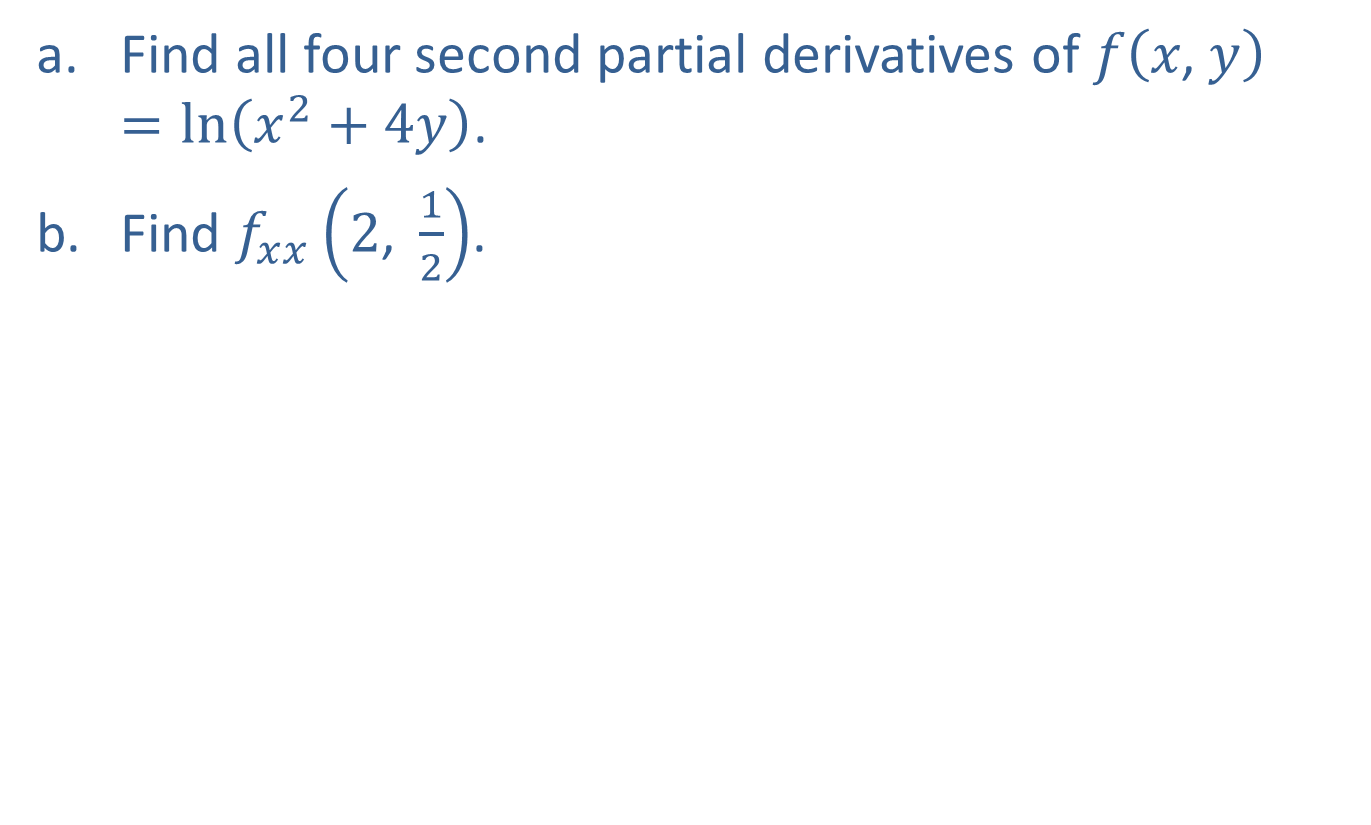 a. Find all four second partial derivatives of f(x, y)
= ln(x² + 4y).
b. Find fₓₓ (2, 1/2).